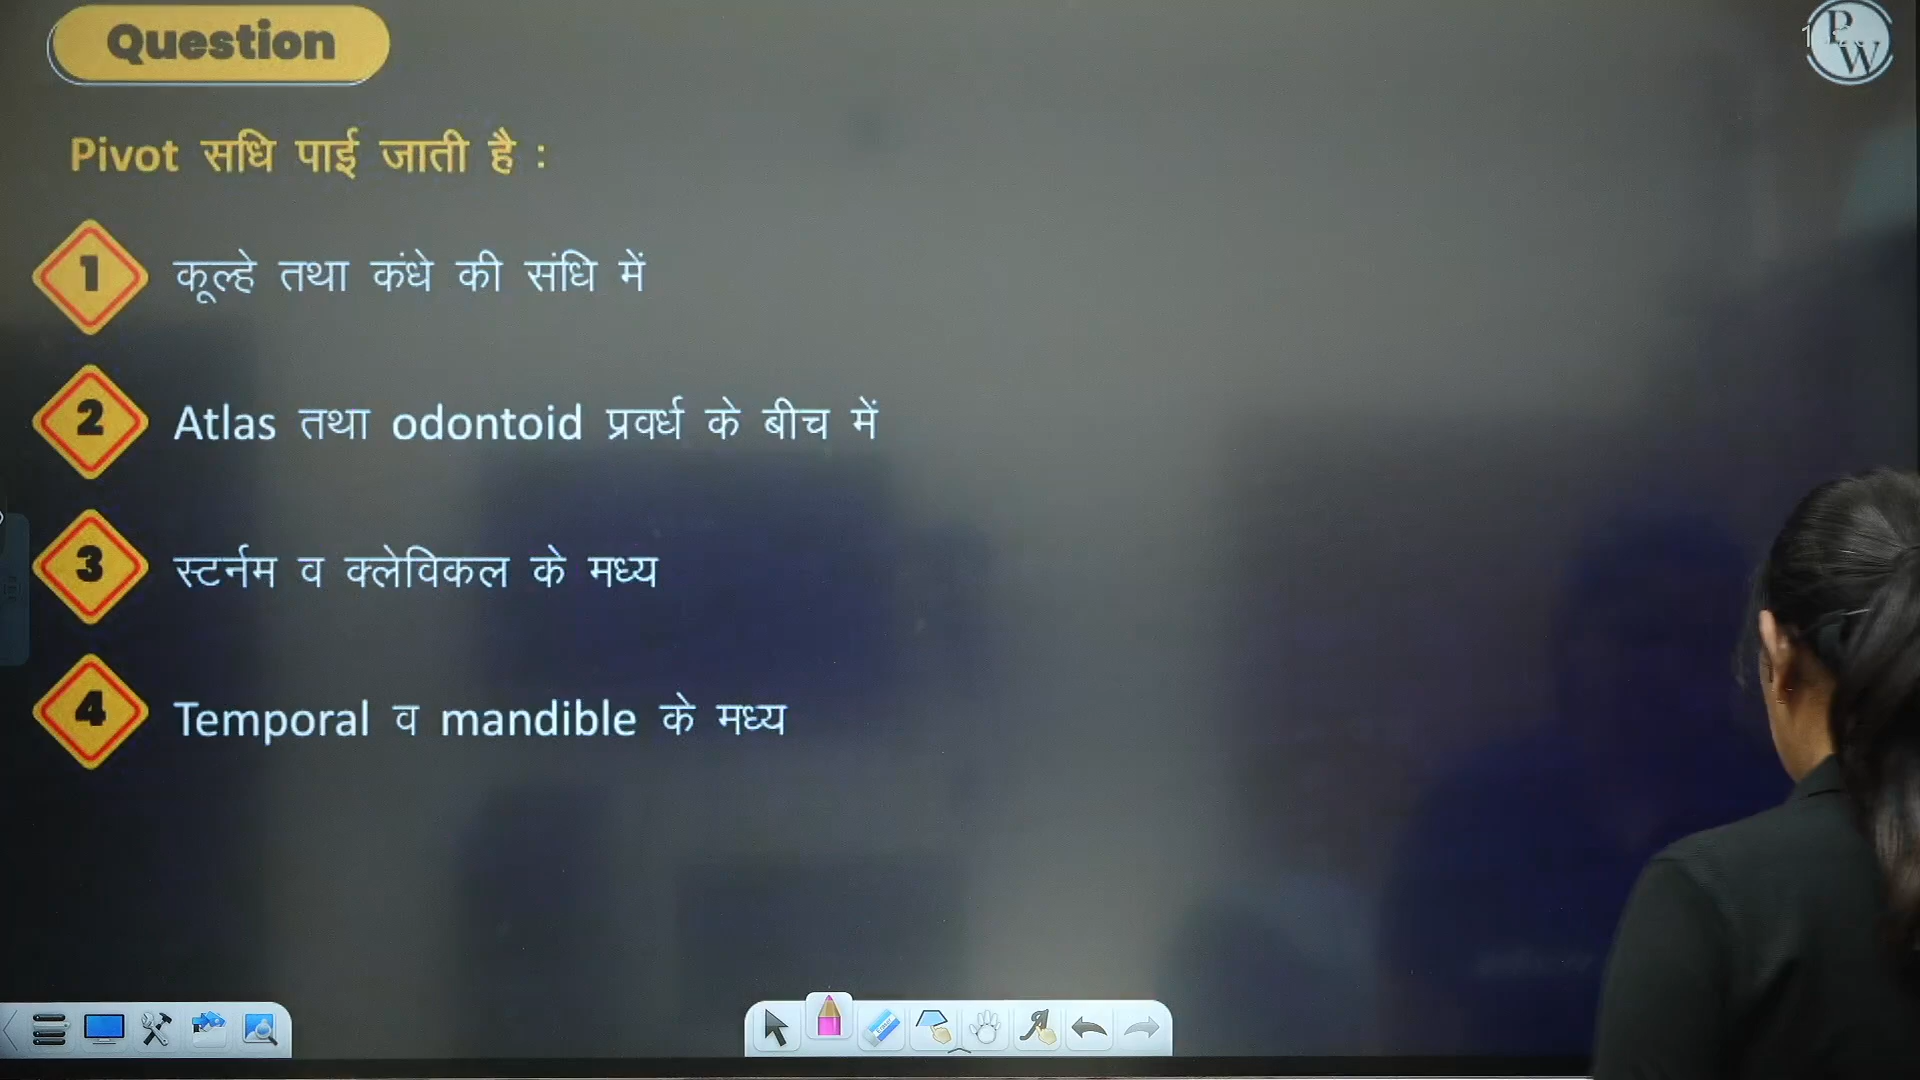 Question
PW
Pivot सधि पाई जाती है :
1 कूल्हे तथा कंधे की संधि में
2 Atlas तथा odontoid प्रवर्ध के बीच में
3 स्टर्नम व क्लेविकल के मध्य
4 Temporal व mandible के मध्य